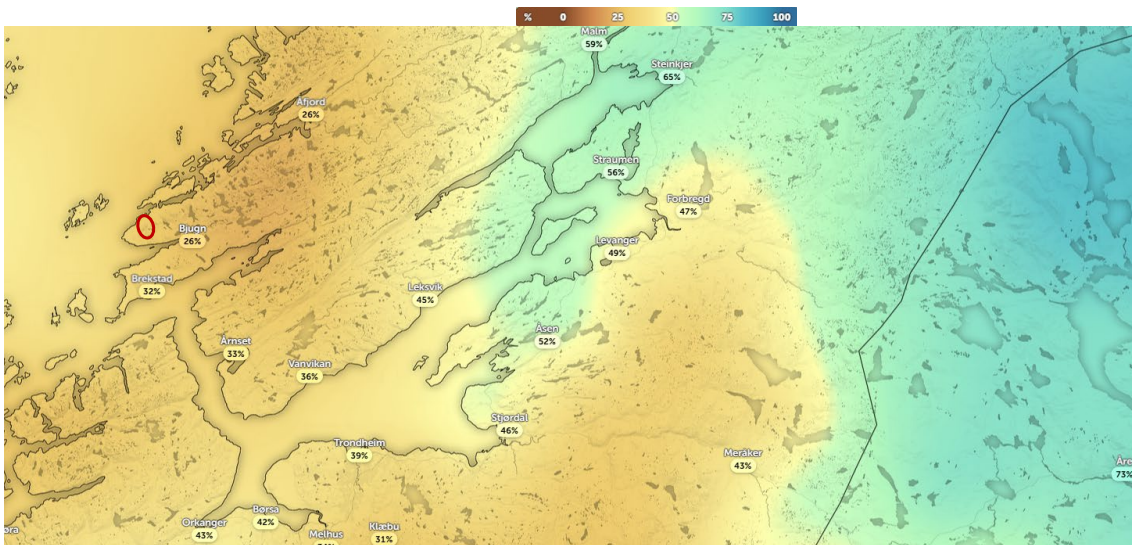 % 0 25 50 75 100
Malm
59%
Steinkjer
65%
Åfjord
26%
Straumen
56%
Forbregd
47%
Bjugn
26%
Levanger
49%
Brekstad
32%
Leksvik
45%
Åsen
52%
Årnset
33%
Vanvikan
36%
Stjørdal
46%
Trondheim
39%
Meråker
43%
Åre
73%
Børsa
42%
Orkanger
43%
Klæbu
31%
Melhus